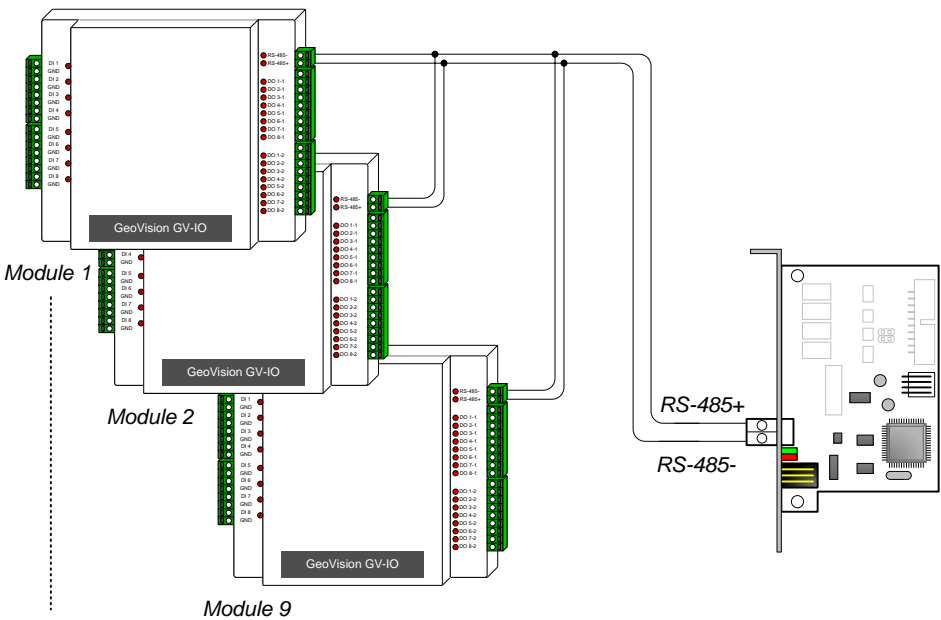 DI 1
GND
DI 2
GND
DI 3
GND
DI 4
GND
DI 5
GND
DI 6
GND
DI 7
GND
DI 8
GND
RS-485-
RS-485+
DO 1-1
DO 2-1
DO 3-1
DO 4-1
DO 5-1
DO 6-1
DO 7-1
DO 8-1
DO 1-2
DO 2-2
DO 3-2
DO 4-2
DO 5-2
DO 6-2
DO 7-2
DO 8-2
GeoVision GV-IO
Module 1
DI 4
GND
DI 5
GND
DI 6
GND
DI 7
GND
DI 8
GND
RS-485-
RS-485+
DO 1-1
DO 2-1
DO 3-1
DO 4-1
DO 5-1
DO 6-1
DO 7-1
DO 8-1
DO 1-2
DO 2-2
DO 3-2
DO 4-2
DO 5-2
DO 6-2
DO 7-2
DO 8-2
GeoVision GV-IO
Module 2
DI 1
GND
DI 2
GND
DI 3
GND
DI 4
GND
DI 5
GND
DI 6
GND
DI 7
GND
DI 8
GND
RS-485-
RS-485+
DO 1-1
DO 2-1
DO 3-1
DO 4-1
DO 5-1
DO 6-1
DO 7-1
DO 8-1
DO 1-2
DO 2-2
DO 3-2
DO 4-2
DO 5-2
DO 6-2
DO 7-2
DO 8-2
GeoVision GV-IO
Module 9
RS-485+
RS-485-